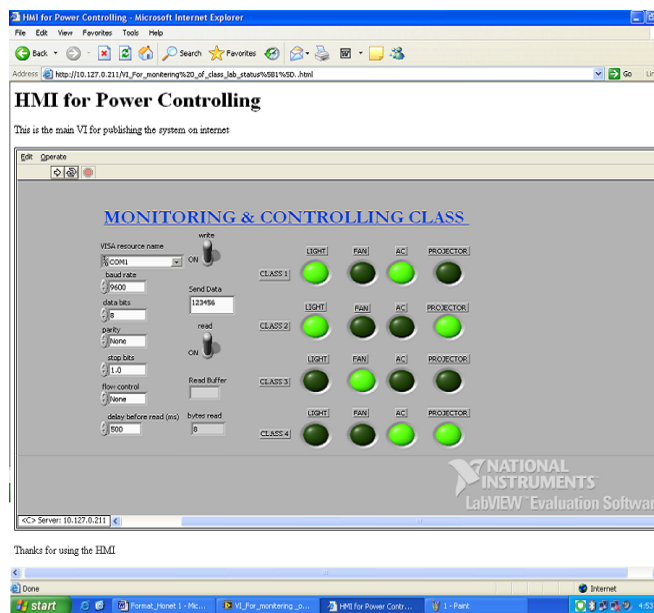 HMI for Power Controlling - Microsoft Internet Explorer
File Edit View Favorites Tools Help
Back Search Favorites
Address http://10.127.0.211/VI_For_monitering%20_of_class_lab_status%5B1%5D..html Go
HMI for Power Controlling
This is the main VI for publishing the system on internet
Edit Operate
MONITORING & CONTROLLING CLASS
write
VISA resource name
COM1
ON
baud rate
9600
data bits
8
parity
None
stop bits
1.0
flow control
None
delay before read (ms)
500
Send Data
123456
read
ON
Read Buffer
bytes read
8
LIGHT FAN AC PROJECTOR
CLASS 1
LIGHT FAN AC PROJECTOR
CLASS 2
LIGHT FAN AC PROJECTOR
CLASS 3
LIGHT FAN AC PROJECTOR
CLASS 4
NATIONAL
INSTRUMENTS
LabVIEW Evaluation Softwar
<C> Server: 10.127.0.211
Thanks for using the HMI
Done Internet
start Format_Honet 1 - Mic... VI_For_monitering _o... HMI for Power Contr... 1 - Paint